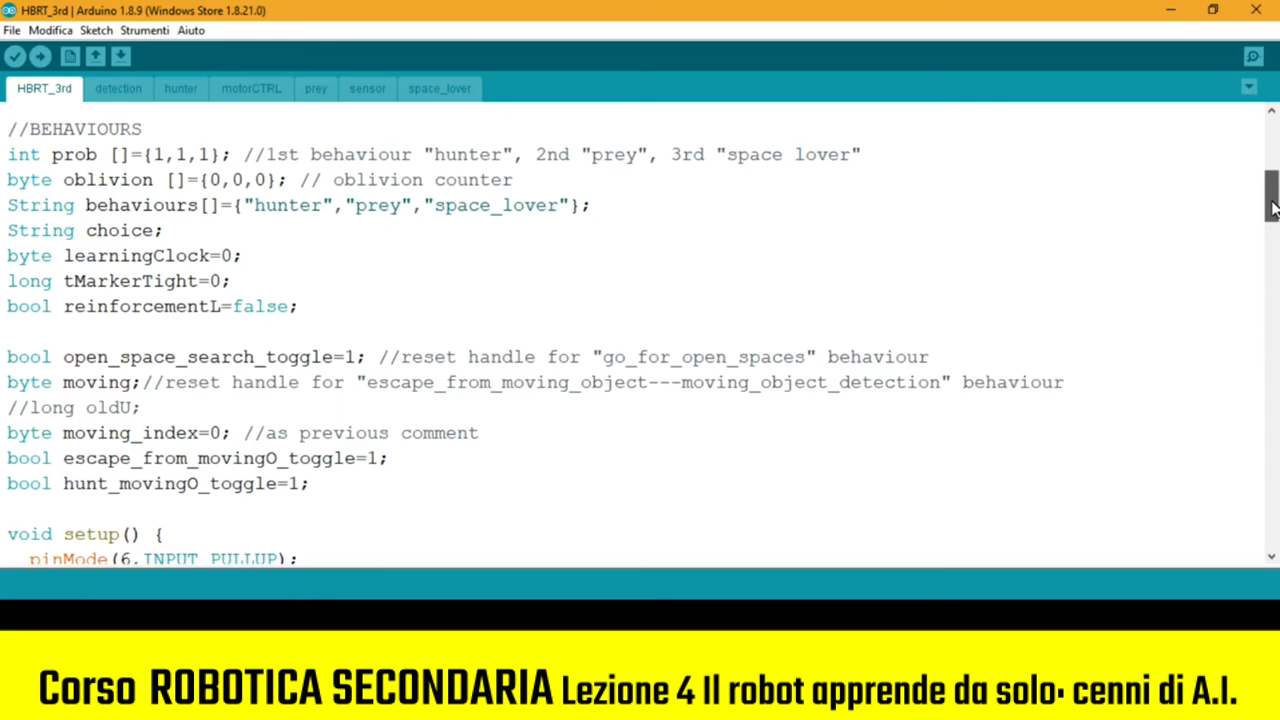 HBRT_3rd | Arduino 1.8.9 (Windows Store 1.8.21.0)
File Modifica Sketch Strumenti Aiuto
HBRT_3rd detection hunter motorCTRL prey sensor space_lover
//BEHAVIOURS
int prob []={1,1,1}; //1st behaviour "hunter", 2nd "prey", 3rd "space lover"
byte oblivion []={0,0,0}; // oblivion counter
String behaviours[]={"hunter","prey","space_lover"};
String choice;
byte learningClock=0;
long tMarkerTight=0;
bool reinforcementL=false;
bool open_space_search_toggle=1; //reset handle for "go_for_open_spaces" behaviour
byte moving;//reset handle for "escape_from_moving_object---moving_object_detection" behaviour
//long oldU;
byte moving_index=0; //as previous comment
bool escape_from_movingO_toggle=1;
bool hunt_movingO_toggle=1;
void setup() {
pinMode(6,INPUT_PULLUP);
Corso ROBOTICA SECONDARIA Lezione 4 Il robot apprende da solo: cenni di A.I.